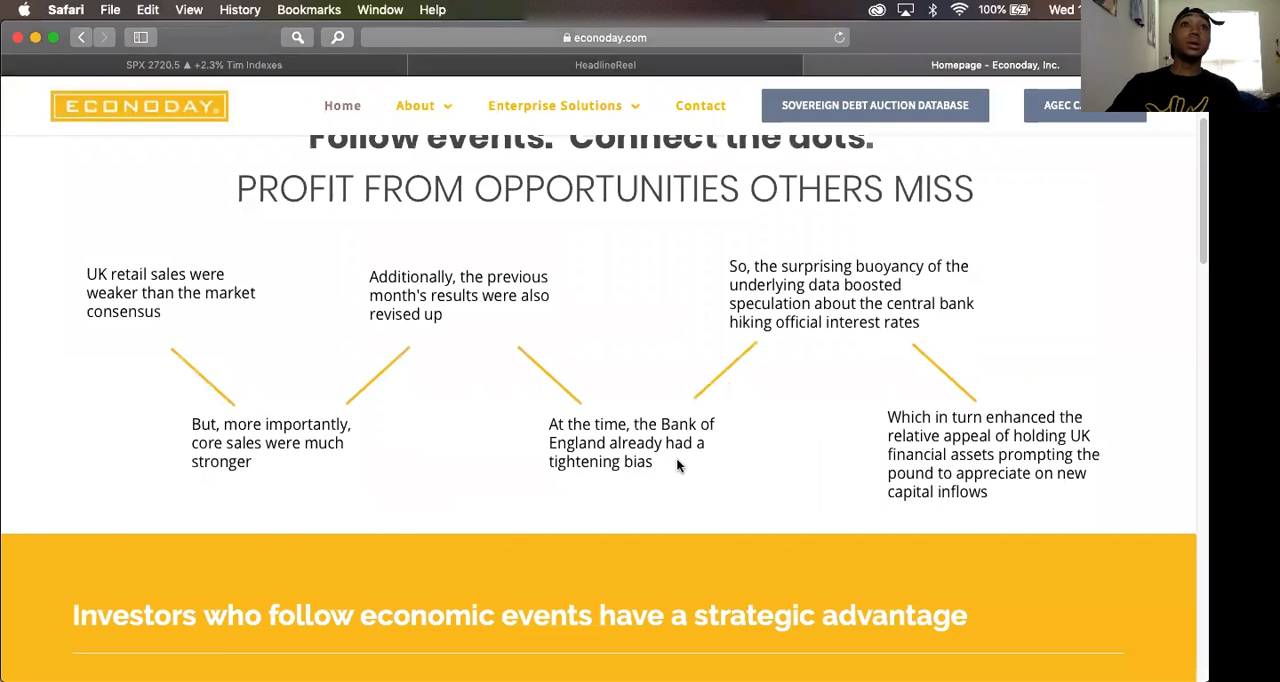 Safari File Edit View History Bookmarks Window Help 100% Wed 1
econoday.com
SPX 2720.5 ▲ +2.3% Tim Indexes
HeadlineReel
Homepage - Econoday, Inc.
ECONODAY®
Home About Enterprise Solutions Contact
SOVEREIGN DEBT AUCTION DATABASE
AGEC
Follow events. Connect the dots.
PROFIT FROM OPPORTUNITIES OTHERS MISS
UK retail sales were
weaker than the market
consensus
But, more importantly,
core sales were much
stronger
Additionally, the previous
month's results were also
revised up
At the time, the Bank of
England already had a
tightening bias
So, the surprising buoyancy of the
underlying data boosted
speculation about the central bank
hiking official interest rates
Which in turn enhanced the
relative appeal of holding UK
financial assets prompting the
pound to appreciate on new
capital inflows
Investors who follow economic events have a strategic advantage